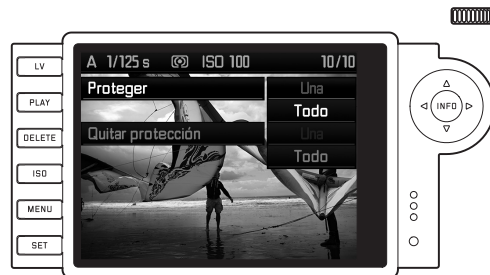 LV
PLAY
DELETE
ISO
MENU
SET
A 1/125 s ISO 100 10/10
Proteger Una
Todo
Quitar protección Una
Todo
INFO